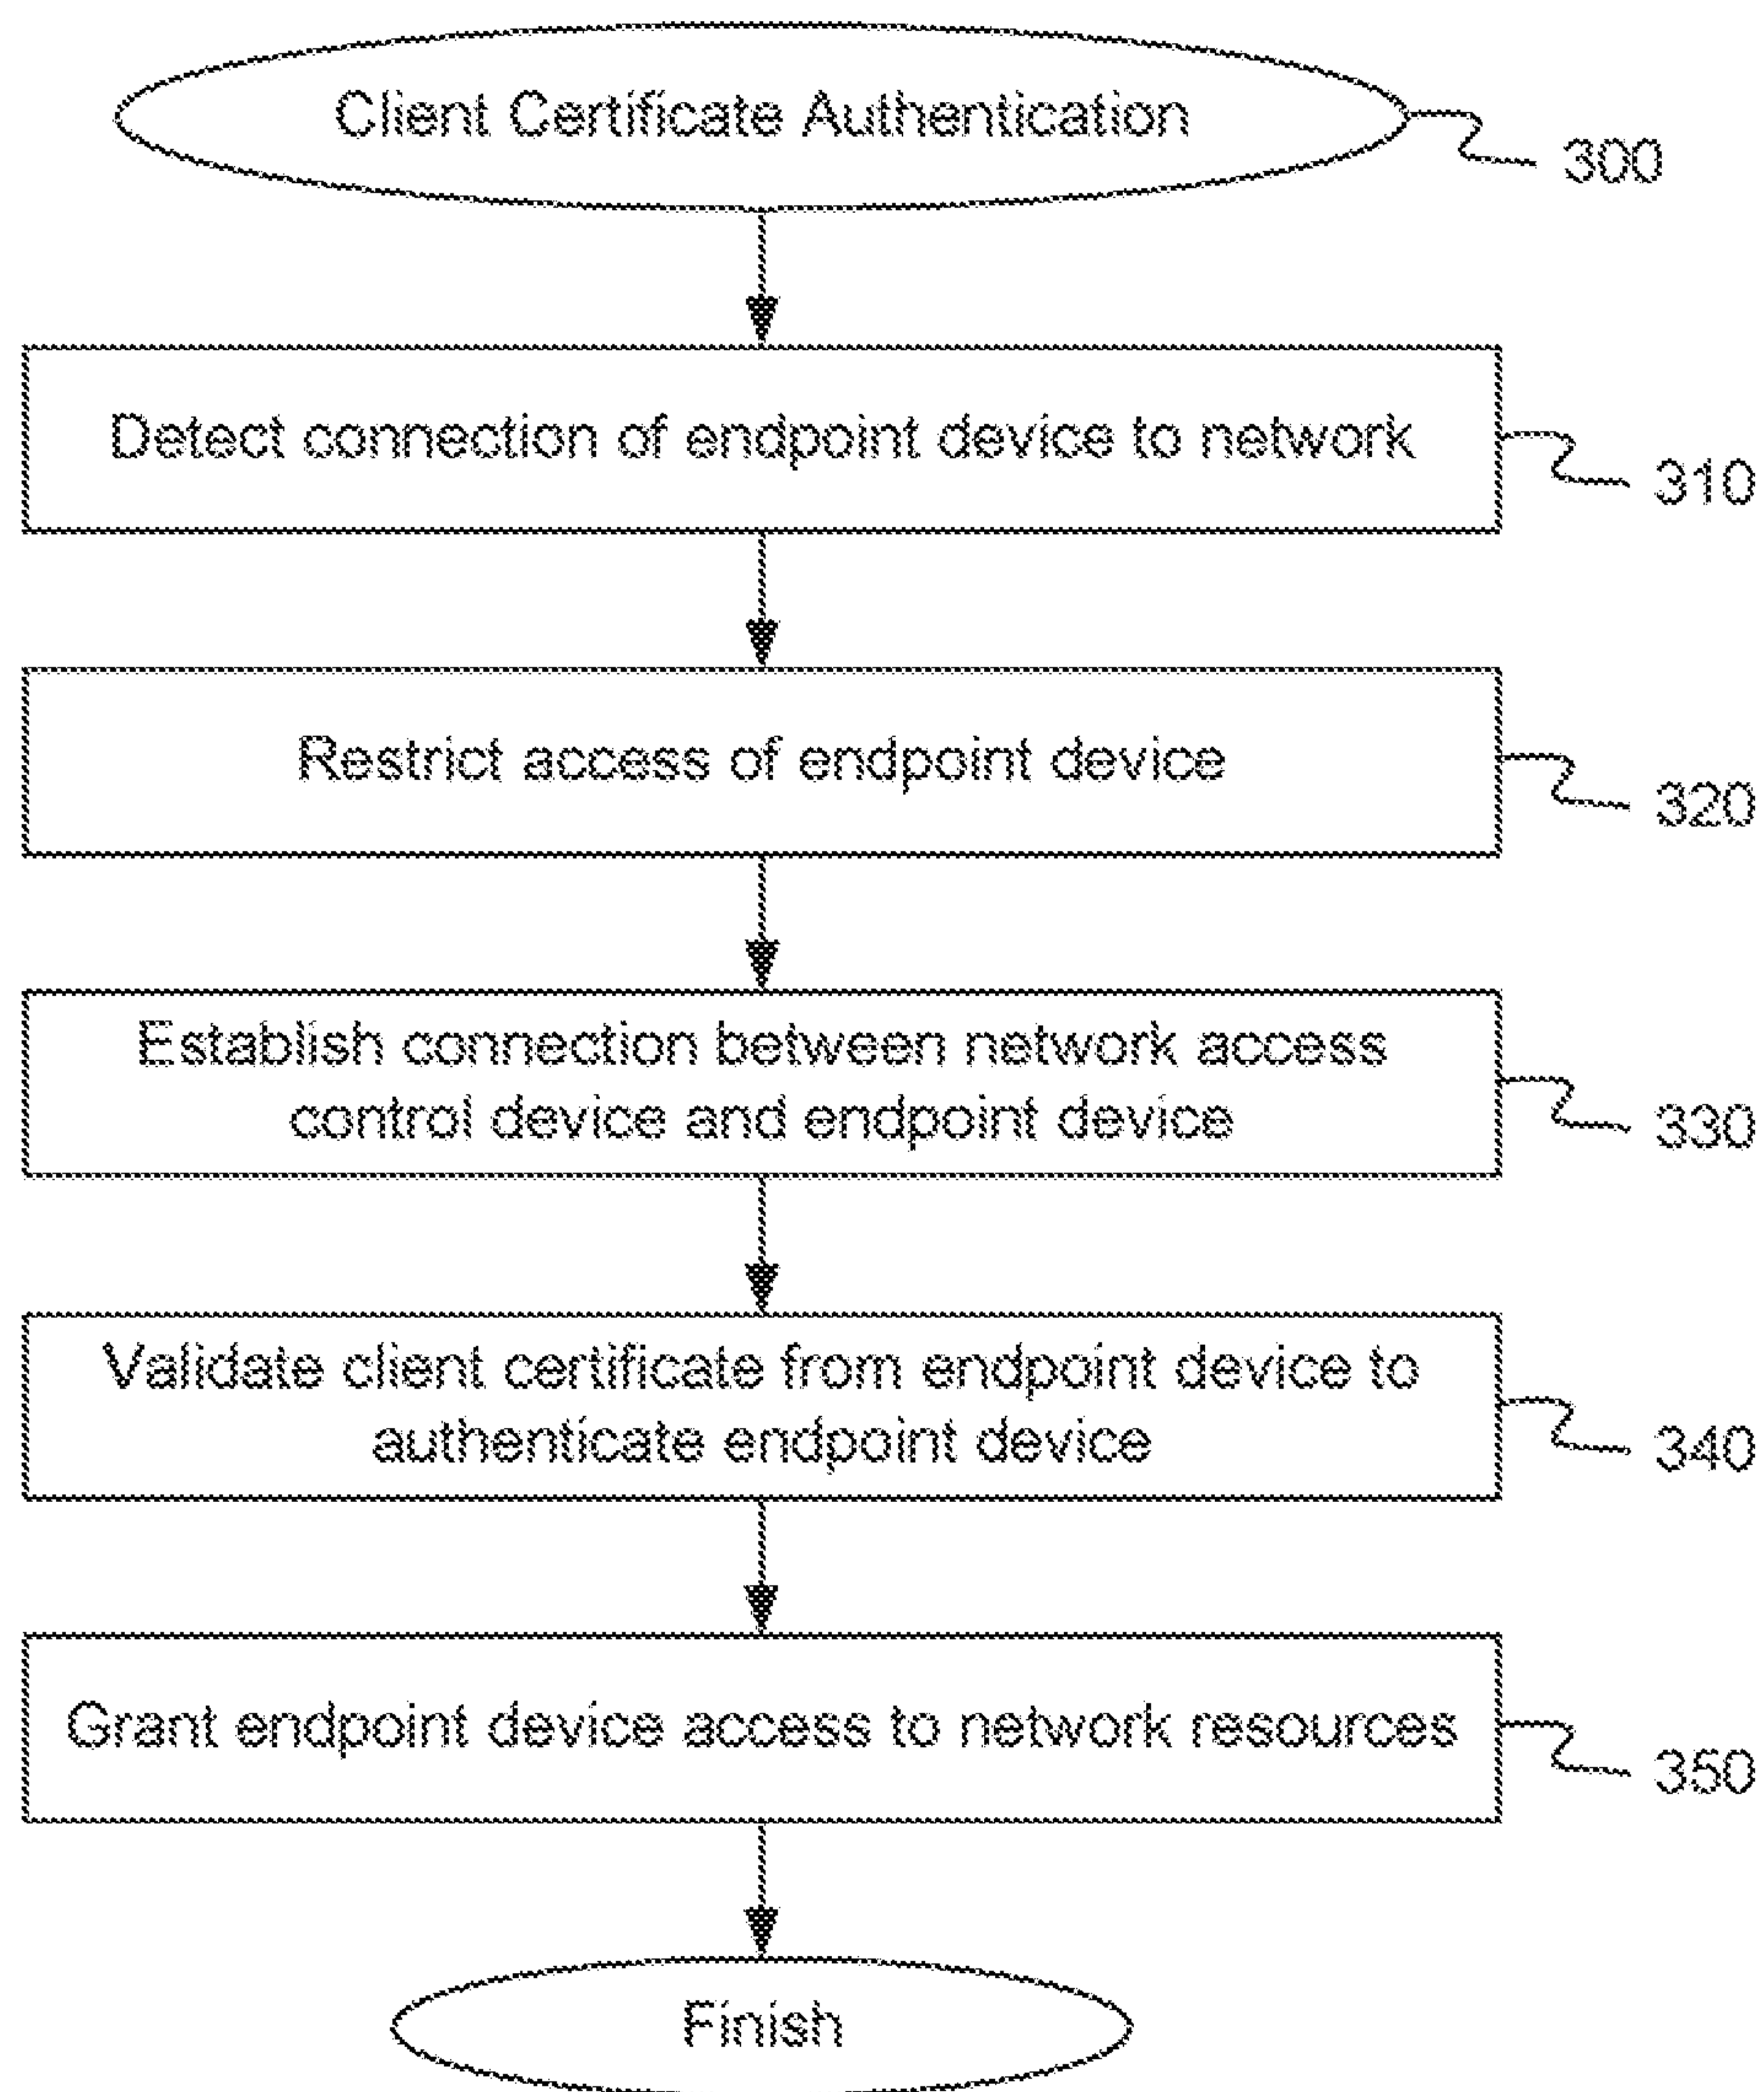 Client Certificate Authentication
300
Detect connection of endpoint device to network
310
Restrict access of endpoint device
320
Establish connection between network access
control device and endpoint device
330
Validate client certificate from endpoint device to
authenticate endpoint device
340
Grant endpoint device access to network resources
350
Finish